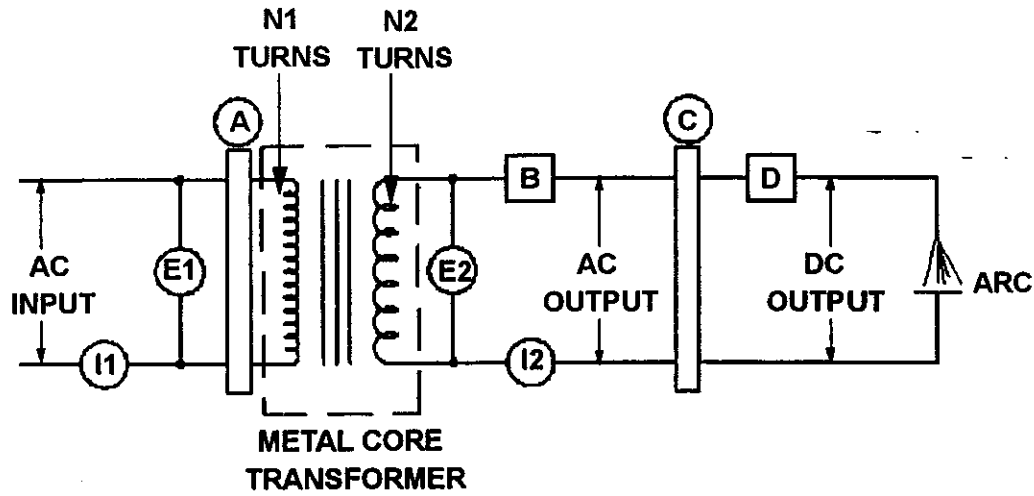 N1
TURNS
N2
TURNS
A
C
B
D
E1
E2
AC
INPUT
AC
OUTPUT
DC
OUTPUT
ARC
I1
I2
METAL CORE
TRANSFORMER